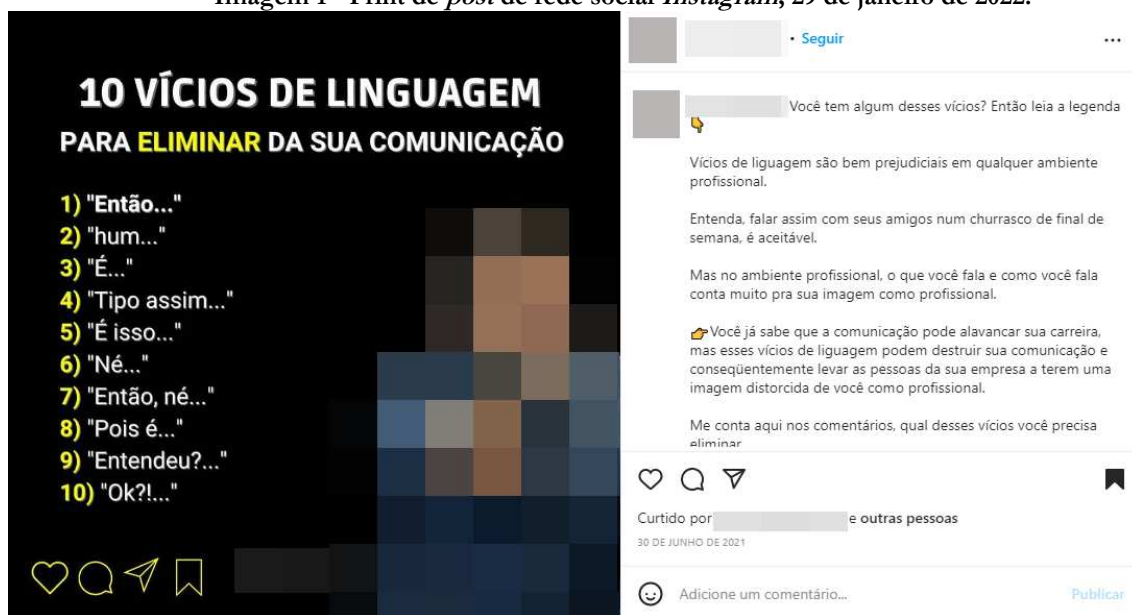 Imagem 1 - Print de post de rede social Instagram, 29 de janeiro de 2022.
10 VÍCIOS DE LINGUAGEM
PARA ELIMINAR DA SUA COMUNICAÇÃO
1) "Então..."
2) "hum..."
3) "É..."
4) "Tipo assim..."
5) "É isso..."
6) "Né..."
7) "Então, né..."
8) "Pois é..."
9) "Entendeu?..."
10) "Ok?!..."
• Seguir
Você tem algum desses vícios? Então leia a legenda
Vícios de liguagem são bem prejudiciais em qualquer ambiente
profissional.
Entenda, falar assim com seus amigos num churrasco de final de
semana, é aceitável.
Mas no ambiente profissional, o que você fala e como você fala
conta muito pra sua imagem como profissional.
Você já sabe que a comunicação pode alavancar sua carreira,
mas esses vícios de liguagem podem destruir sua comunicação e
conseqüentemente levar as pessoas da sua empresa a terem uma
imagem distorcida de você como profissional.
Me conta aqui nos comentários, qual desses vícios você precisa
eliminar
Curtido por e outras pessoas
30 DE JUNHO DE 2021
Adicione um comentário...
Publicar